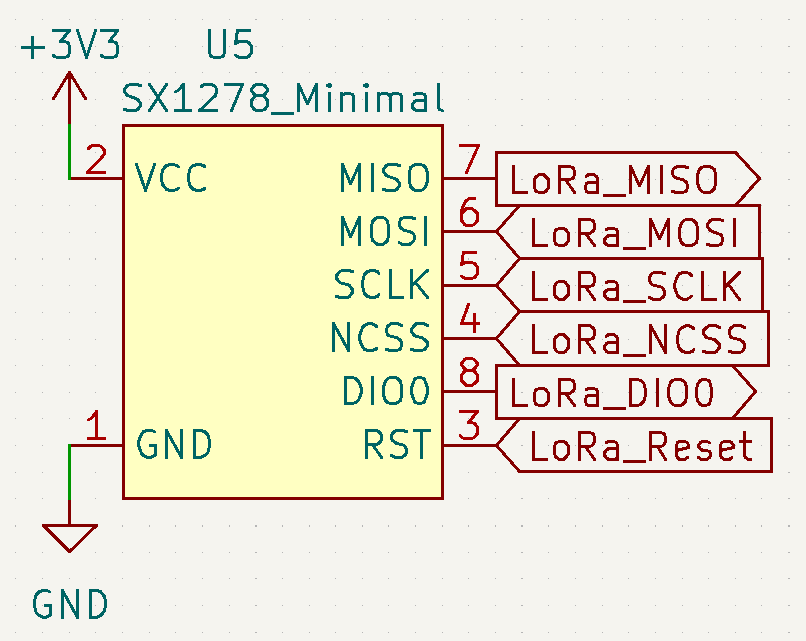 +3V3 U5
SX1278_Minimal
2 VCC MISO 7 LoRa_MISO
MOSI 6 LoRa_MOSI
SCLK 5 LoRa_SCLK
NCSS 4 LoRa_NCSS
DIO0 8 LoRa_DIO0
1 GND RST 3 LoRa_Reset
GND